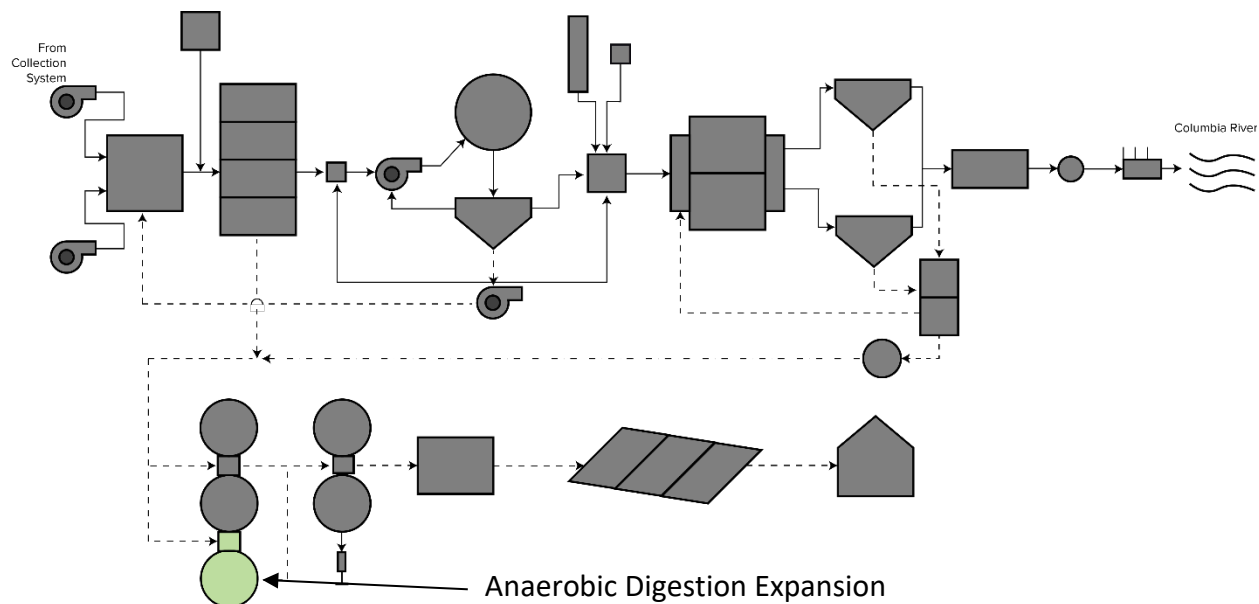 From
Collection
System
Columbia River
Anaerobic Digestion Expansion